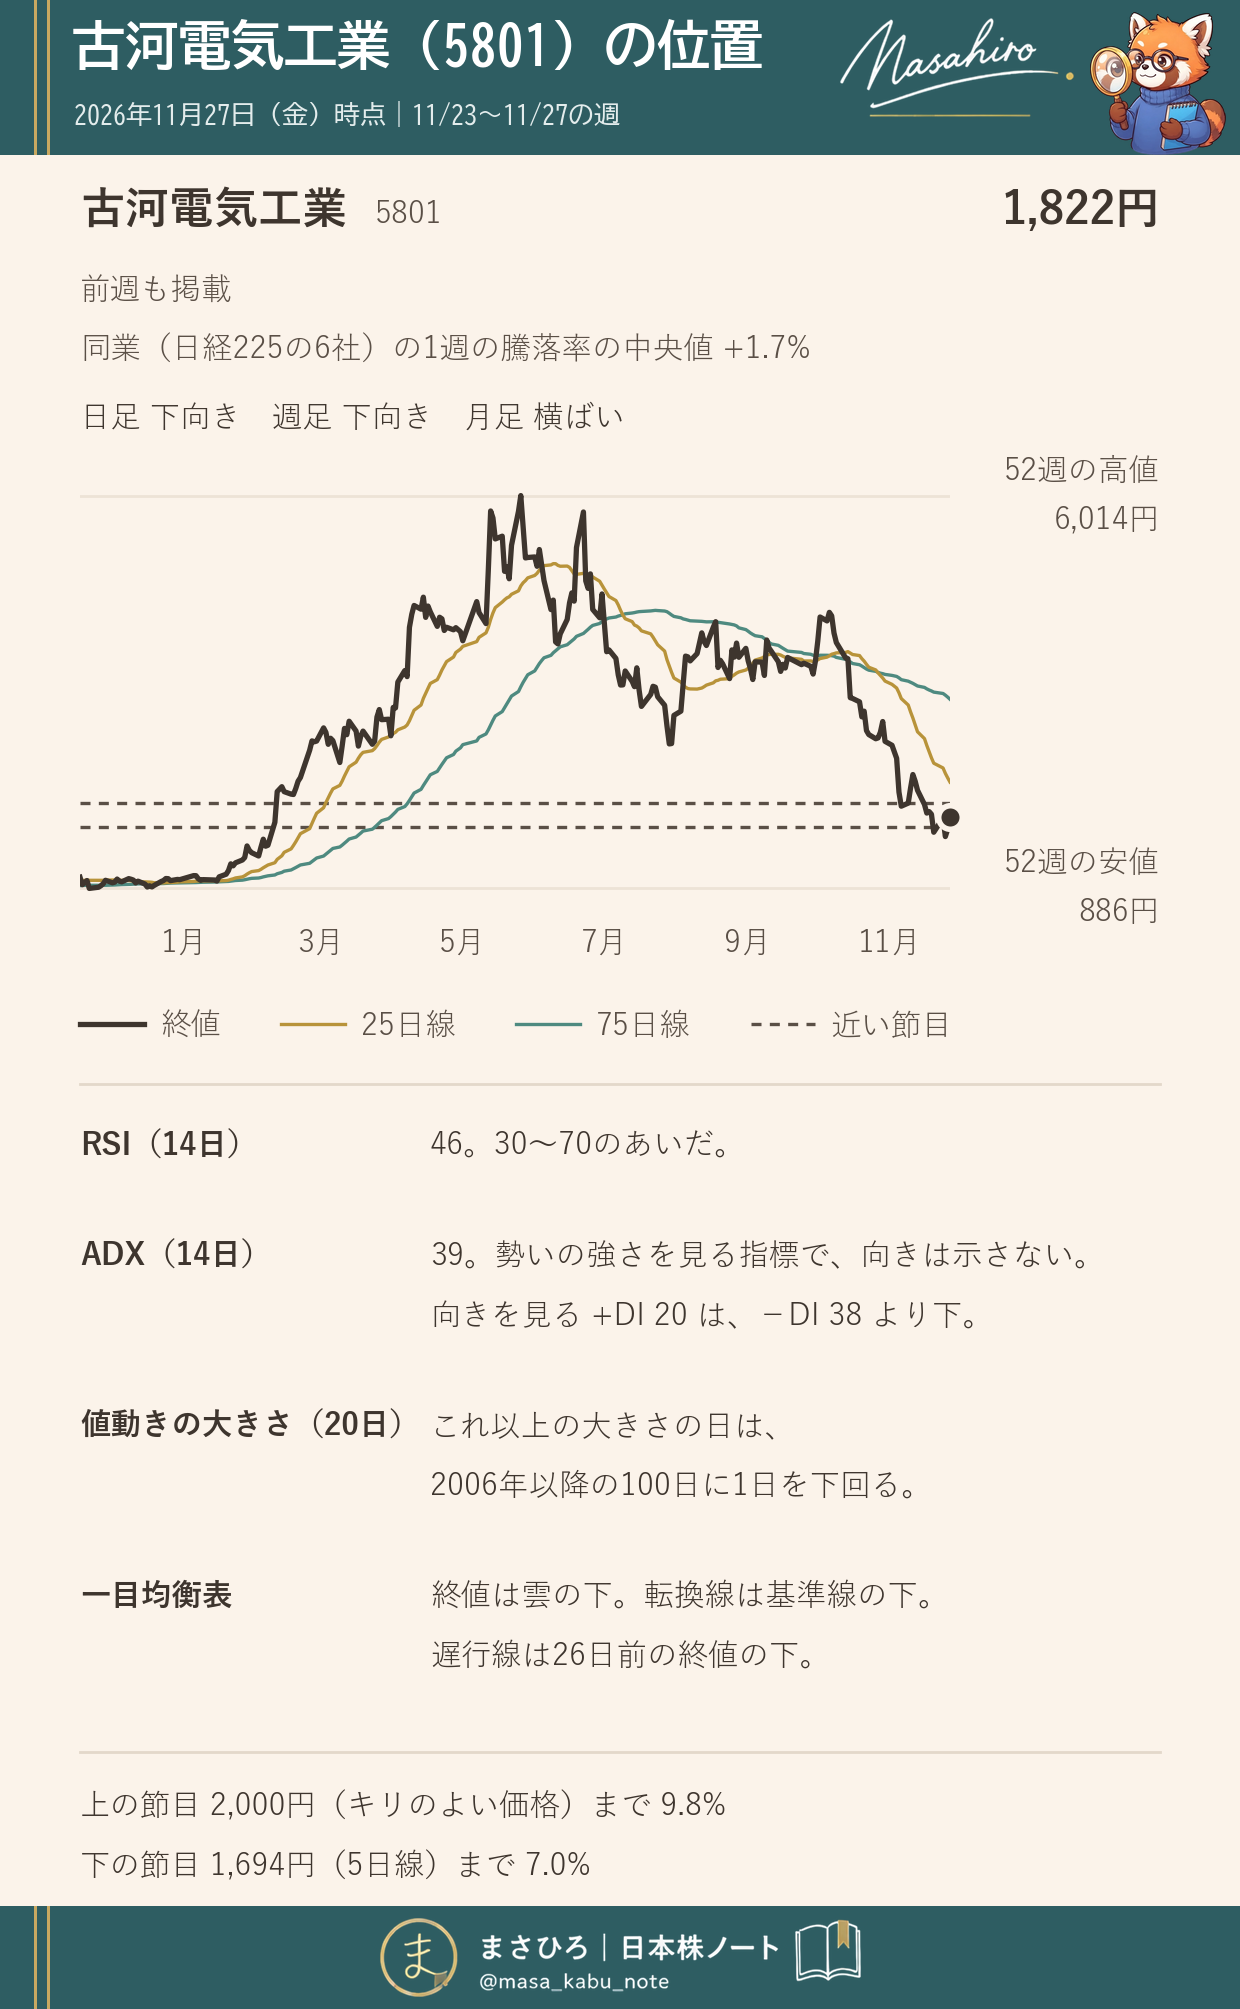 古河電気工業（5801）の位置
Masahiro
2026年11月27日（金）時点｜11/23〜11/27の週
古河電気工業 5801 1,822円
前週も掲載
同業（日経225の6社）の1週の騰落率の中央値 +1.7%
日足 下向き 週足 下向き 月足 横ばい
52週の高値
6,014円
52週の安値
886円
1月 3月 5月 7月 9月 11月
終値 25日線 75日線 近い節目
RSI（14日） 46。30〜70のあいだ。
ADX（14日） 39。勢いの強さを見る指標で、向きは示さない。
向きを見る +DI 20 は、−DI 38 より下。
値動きの大きさ（20日） これ以上の大きさの日は、
2006年以降の100日に1日を下回る。
一目均衡表 終値は雲の下。転換線は基準線の下。
遅行線は26日前の終値の下。
上の節目 2,000円（キリのよい価格）まで 9.8%
下の節目 1,694円（5日線）まで 7.0%
ま
まさひろ｜日本株ノート
@masa_kabu_note